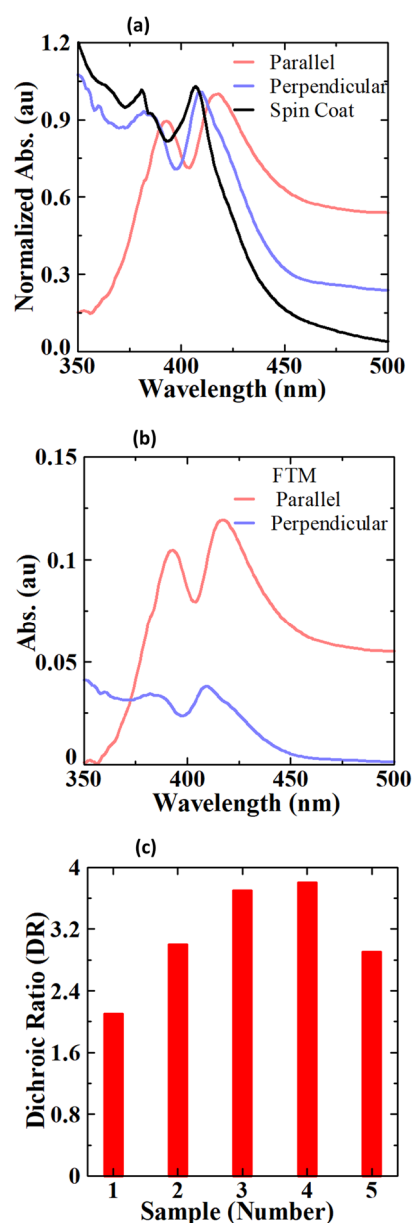 (a)
1.2
0.9
0.6
0.3
0.0
Normalized Abs. (au)
Parallel
Perpendicular
Spin Coat
350 400 450 500
Wavelength (nm)
(b)
0.15
0.1
0.05
0
Abs. (au)
FTM
Parallel
Perpendicular
350 400 450 500
Wavelength (nm)
(c)
4
3.2
2.4
1.6
0.8
0
Dichroic Ratio (DR)
1 2 3 4 5
Sample (Number)